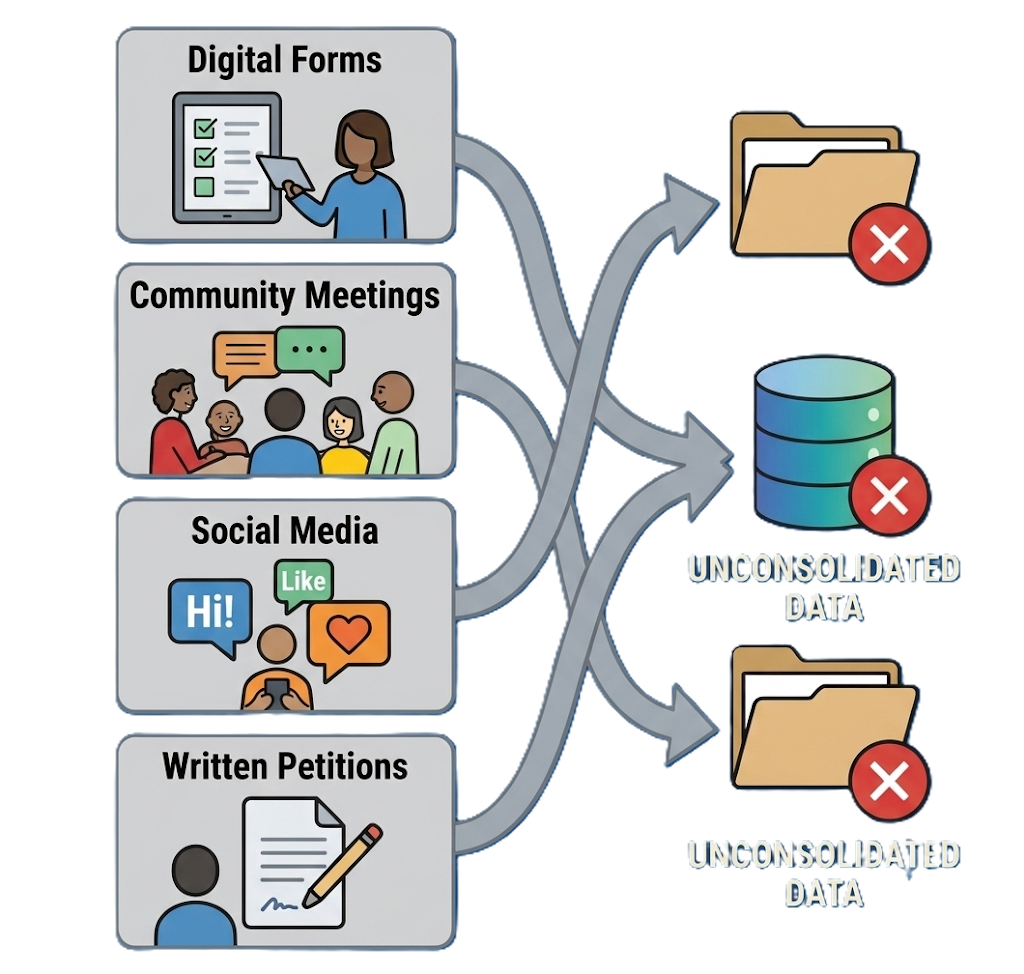 Digital Forms
Community Meetings
Social Media
Like
Hi!
Written Petitions
UNCONSOLIDATED
DATA
UNCONSOLIDATED
DATA